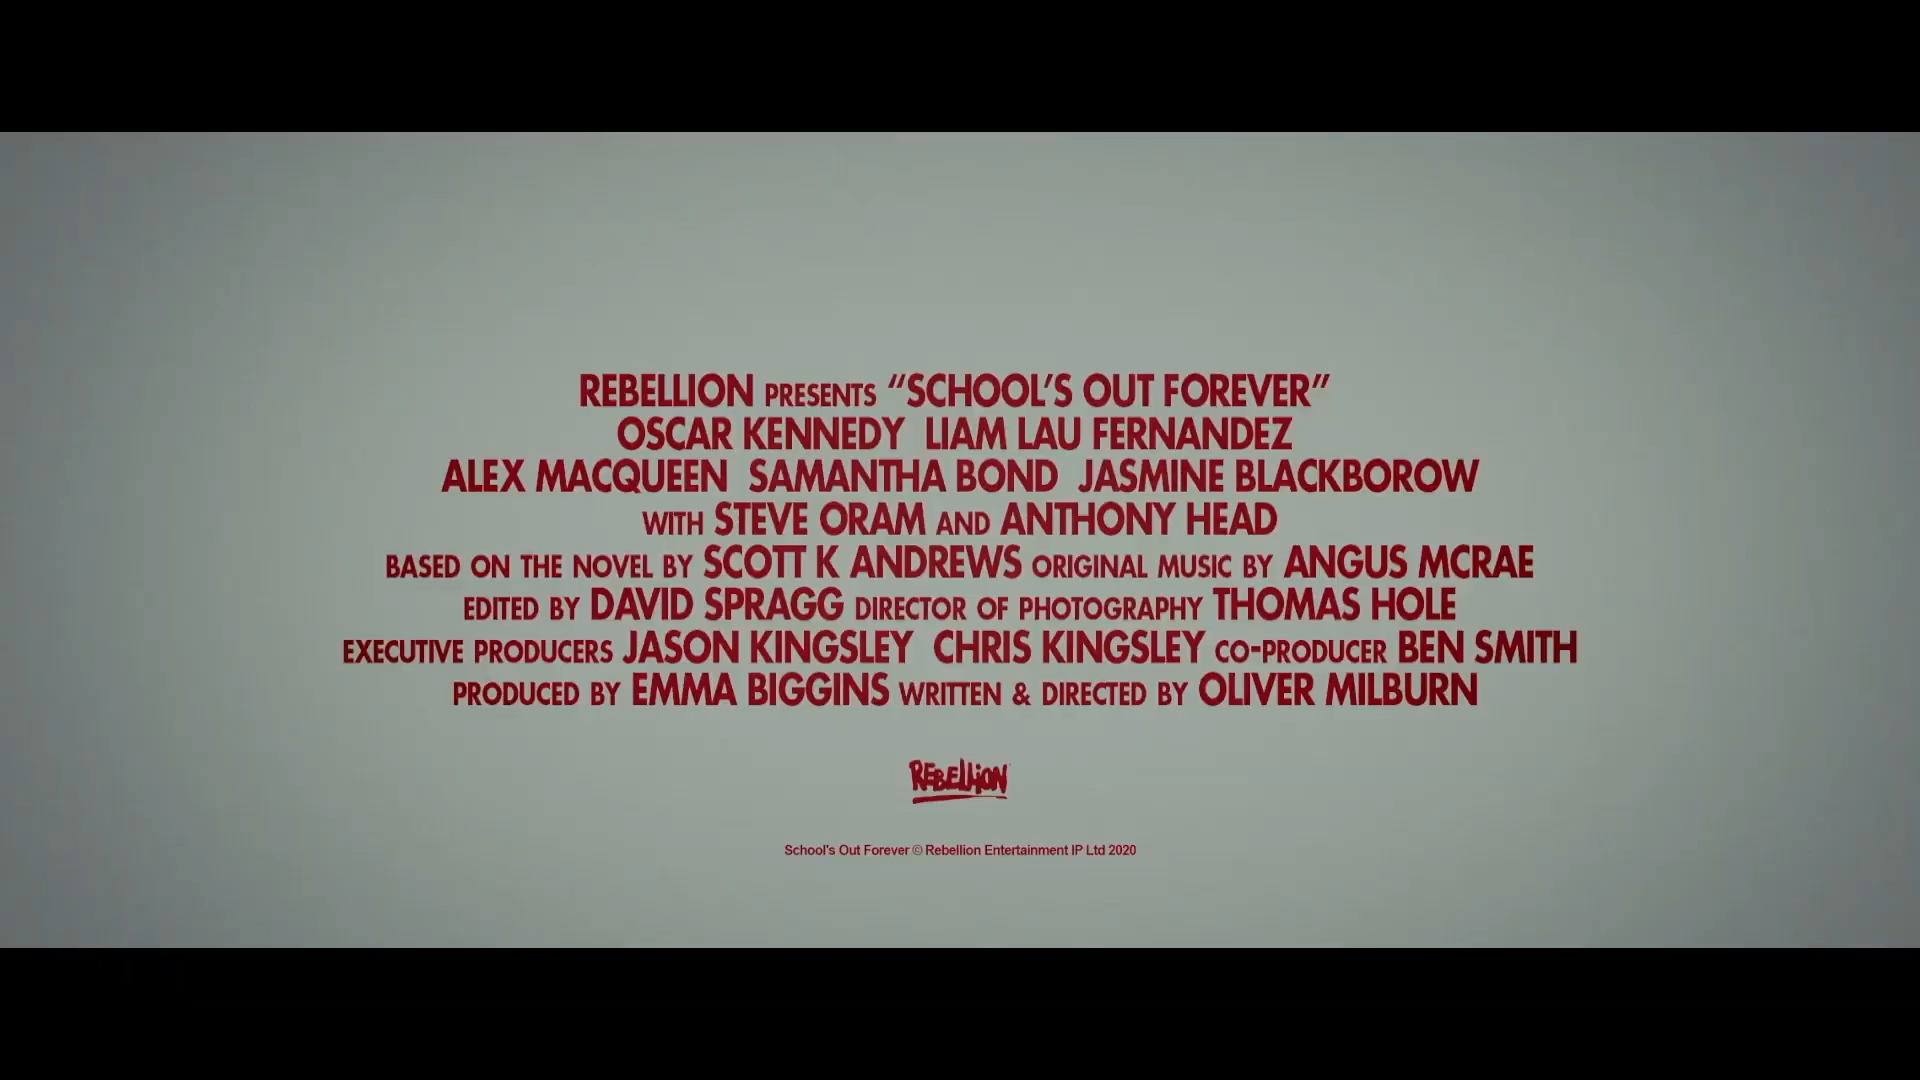 REBELLION PRESENTS “SCHOOL’S OUT FOREVER”
OSCAR KENNEDY LIAM LAU FERNANDEZ
ALEX MACQUEEN SAMANTHA BOND JASMINE BLACKBOROW
WITH STEVE ORAM AND ANTHONY HEAD
BASED ON THE NOVEL BY SCOTT K ANDREWS ORIGINAL MUSIC BY ANGUS MCRAE
EDITED BY DAVID SPRAGG DIRECTOR OF PHOTOGRAPHY THOMAS HOLE
EXECUTIVE PRODUCERS JASON KINGSLEY CHRIS KINGSLEY CO-PRODUCER BEN SMITH
PRODUCED BY EMMA BIGGINS WRITTEN & DIRECTED BY OLIVER MILBURN
REBELLION
School's Out Forever © Rebellion Entertainment IP Ltd 2020